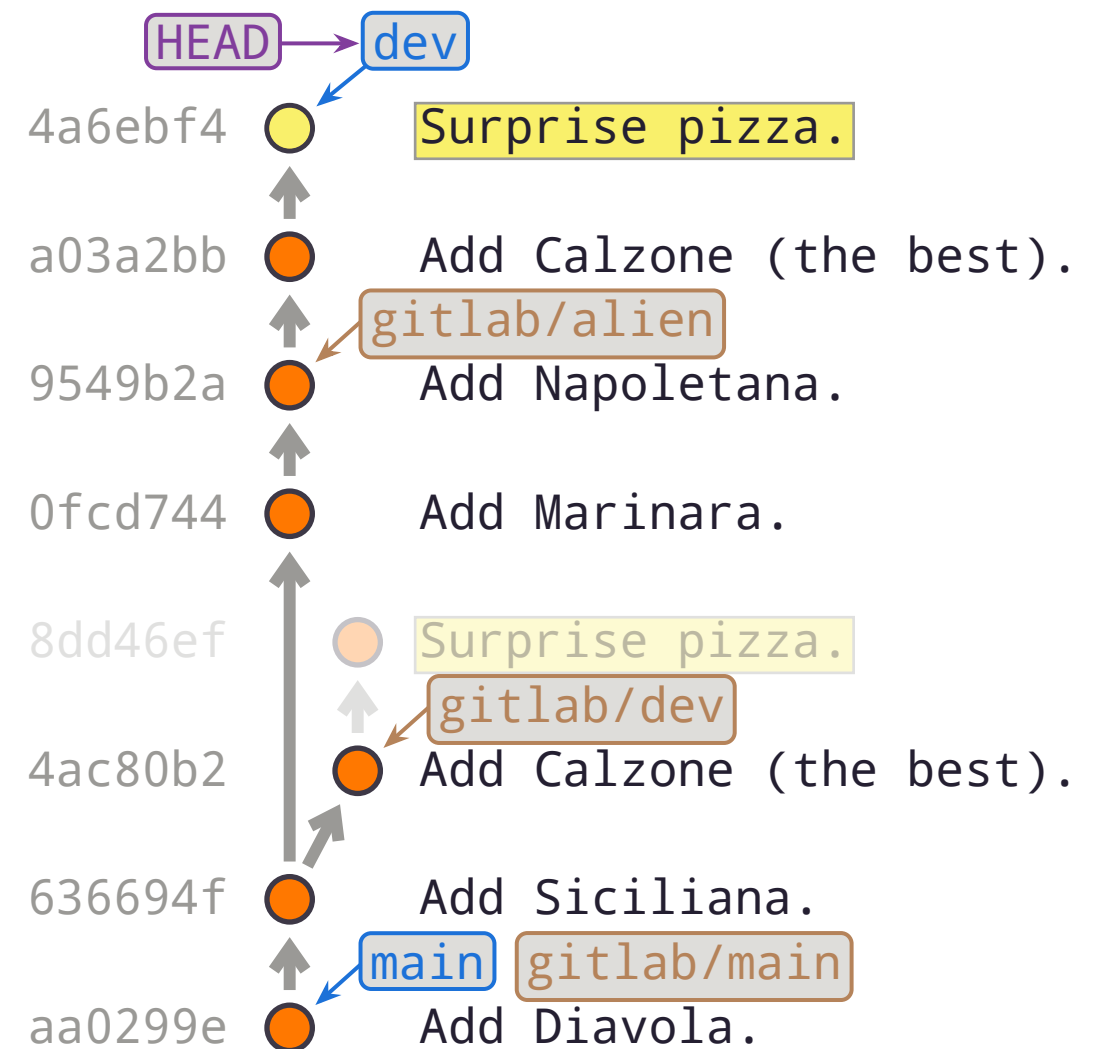 HEAD dev
4a6ebf4 Surprise pizza.
a03a2bb Add Calzone (the best).
gitlab/alien
9549b2a Add Napoletana.
0fcd744 Add Marinara.
8dd46ef Surprise pizza.
gitlab/dev
4ac80b2 Add Calzone (the best).
636694f Add Siciliana.
main gitlab/main
aa0299e Add Diavola.